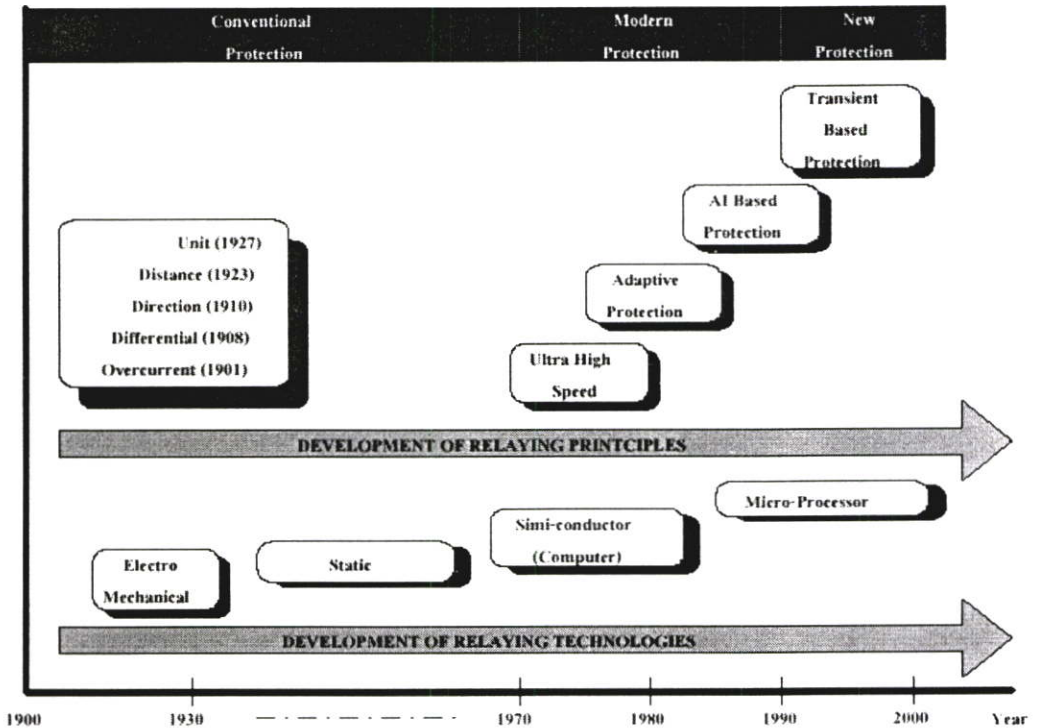 Conventional
Protection
Modern
Protection
New
Protection
Transient
Based
Protection
AI Based
Protection
Adaptive
Protection
Ultra High
Speed
Unit (1927)
Distance (1923)
Direction (1910)
Differential (1908)
Overcurrent (1901)
DEVELOPMENT OF RELAYING PRINTCIPLES
Micro-Processor
Simi-conductor
(Computer)
Static
Electro
Mechanical
DEVELOPMENT OF RELAYING TECHNOLOGIES
1900 1930 1970 1980 1990 2000 Year